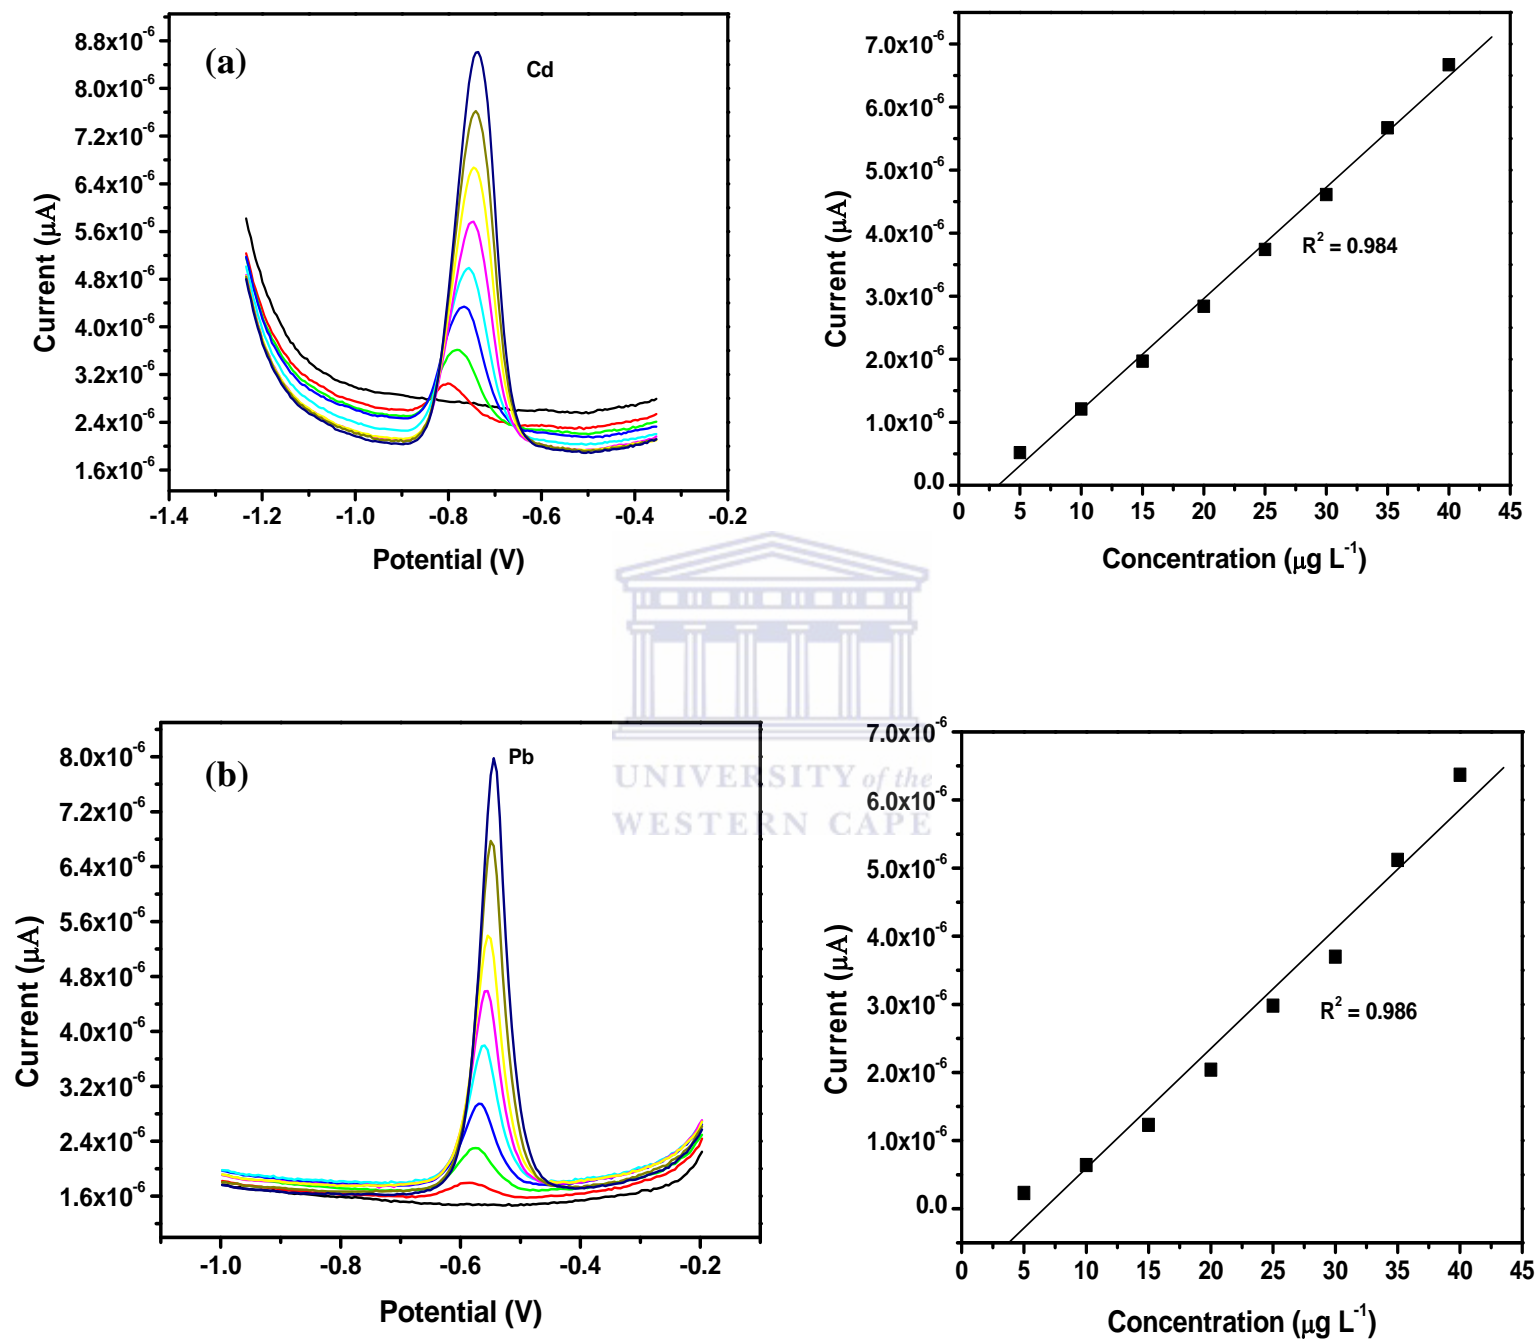 (a)
Cd
8.8x10⁻⁶
8.0x10⁻⁶
7.2x10⁻⁶
6.4x10⁻⁶
5.6x10⁻⁶
4.8x10⁻⁶
4.0x10⁻⁶
3.2x10⁻⁶
2.4x10⁻⁶
1.6x10⁻⁶
Current (µA)
-1.4 -1.2 -1.0 -0.8 -0.6 -0.4 -0.2
Potential (V)
7.0x10⁻⁶
6.0x10⁻⁶
5.0x10⁻⁶
4.0x10⁻⁶
3.0x10⁻⁶
2.0x10⁻⁶
1.0x10⁻⁶
0.0
Current (µA)
R² = 0.984
0 5 10 15 20 25 30 35 40 45
Concentration (µg L⁻¹)
UNIVERSITY of the
WESTERN CAPE
(b)
Pb
8.0x10⁻⁶
7.2x10⁻⁶
6.4x10⁻⁶
5.6x10⁻⁶
4.8x10⁻⁶
4.0x10⁻⁶
3.2x10⁻⁶
2.4x10⁻⁶
1.6x10⁻⁶
Current (µA)
-1.0 -0.8 -0.6 -0.4 -0.2
Potential (V)
7.0x10⁻⁶
6.0x10⁻⁶
5.0x10⁻⁶
4.0x10⁻⁶
3.0x10⁻⁶
2.0x10⁻⁶
1.0x10⁻⁶
0.0
Current (µA)
R² = 0.986
0 5 10 15 20 25 30 35 40 45
Concentration (µg L⁻¹)